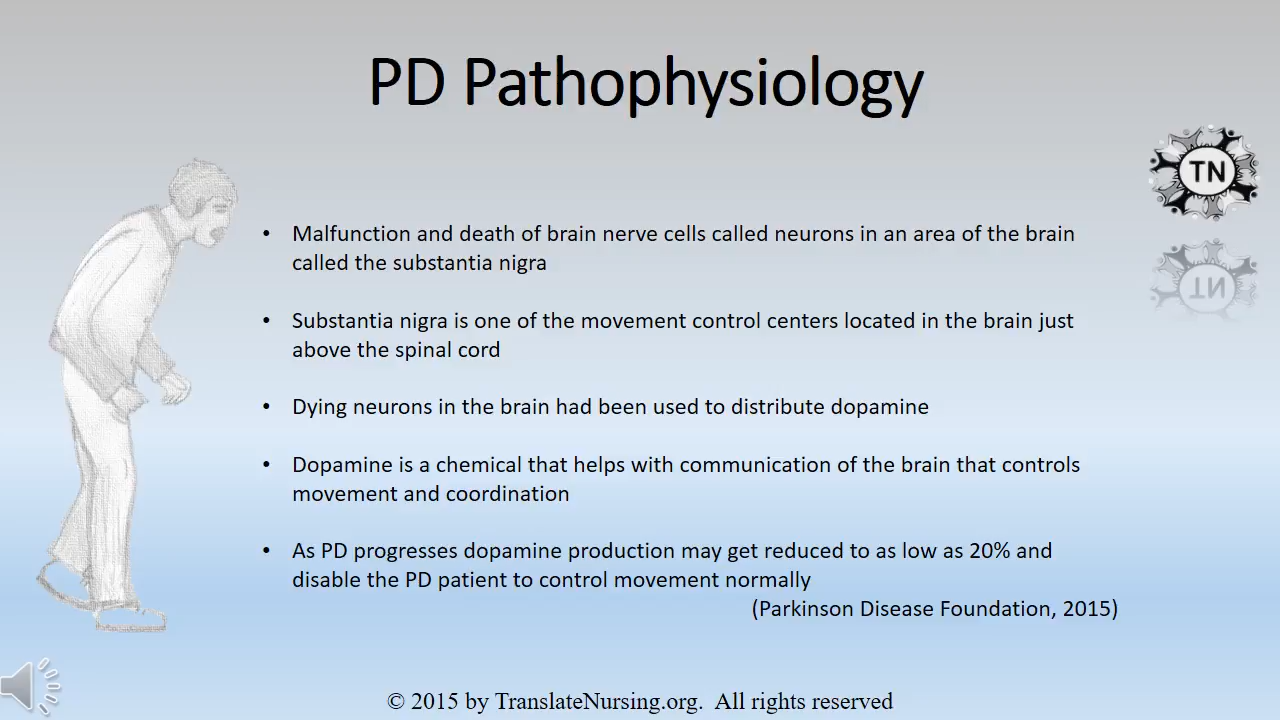 PD Pathophysiology
TN
• Malfunction and death of brain nerve cells called neurons in an area of the brain
called the substantia nigra
• Substantia nigra is one of the movement control centers located in the brain just
above the spinal cord
• Dying neurons in the brain had been used to distribute dopamine
• Dopamine is a chemical that helps with communication of the brain that controls
movement and coordination
• As PD progresses dopamine production may get reduced to as low as 20% and
disable the PD patient to control movement normally
(Parkinson Disease Foundation, 2015)
© 2015 by TranslateNursing.org. All rights reserved